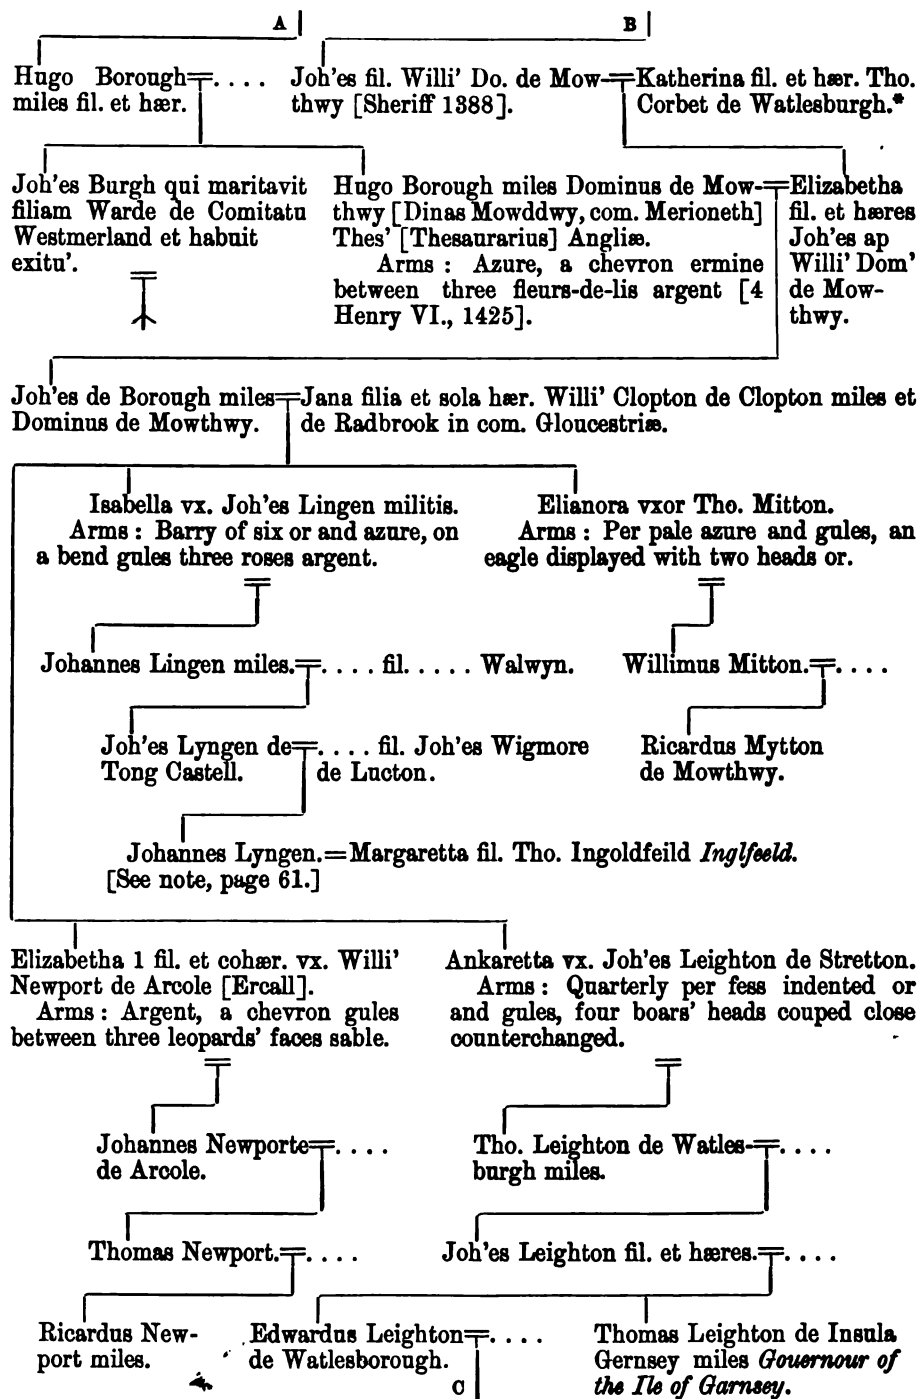 A B
Hugo Borough=. . . .
miles fil. et hær.
Joh'es fil. Willi' Do. de Mow-
thwy [Sheriff 1388].
=Katherina fil. et hær. Tho.
Corbet de Watlesburgh.*
Joh'es Burgh qui maritavit
filiam Warde de Comitatu
Westmerland et habuit
exitu'.
Hugo Borough miles Dominus de Mow-
thwy [Dinas Mowddwy, com. Merioneth]
Thes' [Thesaurarius] Angliæ.
Arms : Azure, a chevron ermine
between three fleurs-de-lis argent [4
Henry VI., 1425].
=Elizabetha
fil. et hæres
Joh'es ap
Willi' Dom'
de Mow-
thwy.
Joh'es de Borough miles
Dominus de Mowthwy.
=Jana filia et sola hær. Willi' Clopton de Clopton miles et
de Radbrook in com. Gloucestriæ.
Isabella vx. Joh'es Lingen militis.
Arms : Barry of six or and azure, on
a bend gules three roses argent.
Elianora vxor Tho. Mitton.
Arms : Per pale azure and gules, an
eagle displayed with two heads or.
Johannes Lingen miles.=. . . . fil. . . . . Walwyn.
Willimus Mitton.=. . . .
Joh'es Lyngen de
Tong Castell.
=. . . . fil. Joh'es Wigmore
de Lucton.
Ricardus Mytton
de Mowthwy.
Johannes Lyngen.=Margaretta fil. Tho. Ingoldfeild Inglfeeld.
[See note, page 61.]
Elizabetha 1 fil. et cohær. vx. Willi'
Newport de Arcole [Ercall].
Arms : Argent, a chevron gules
between three leopards' faces sable.
Ankaretta vx. Joh'es Leighton de Stretton.
Arms : Quarterly per fess indented or
and gules, four boars' heads couped close
counterchanged.
Johannes Newporte=. . . .
de Arcole.
Tho. Leighton de Watles-=. . . .
burgh miles.
Thomas Newport.=. . . .
Joh'es Leighton fil. et hæres.=. . . .
Ricardus New-
port miles.
Edwardus Leighton=. . . .
de Watlesborough.
C
Thomas Leighton de Insula
Gernsey miles Gouernour of
the Ile of Garnsey.